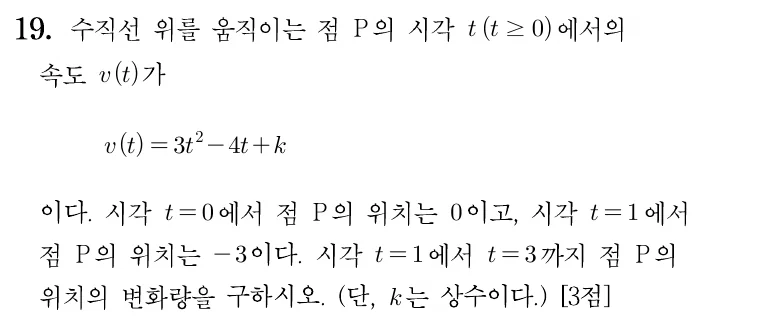 19. 수직선 위를 움직이는 점 P의 시각 t(t ≥ 0)에서의
속도 v(t)가
v(t) = 3t² − 4t + k
이다. 시각 t = 0에서 점 P의 위치는 0이고, 시각 t = 1에서
점 P의 위치는 −3이다. 시각 t = 1에서 t = 3까지 점 P의
위치의 변화량을 구하시오. (단, k는 상수이다.) [3점]